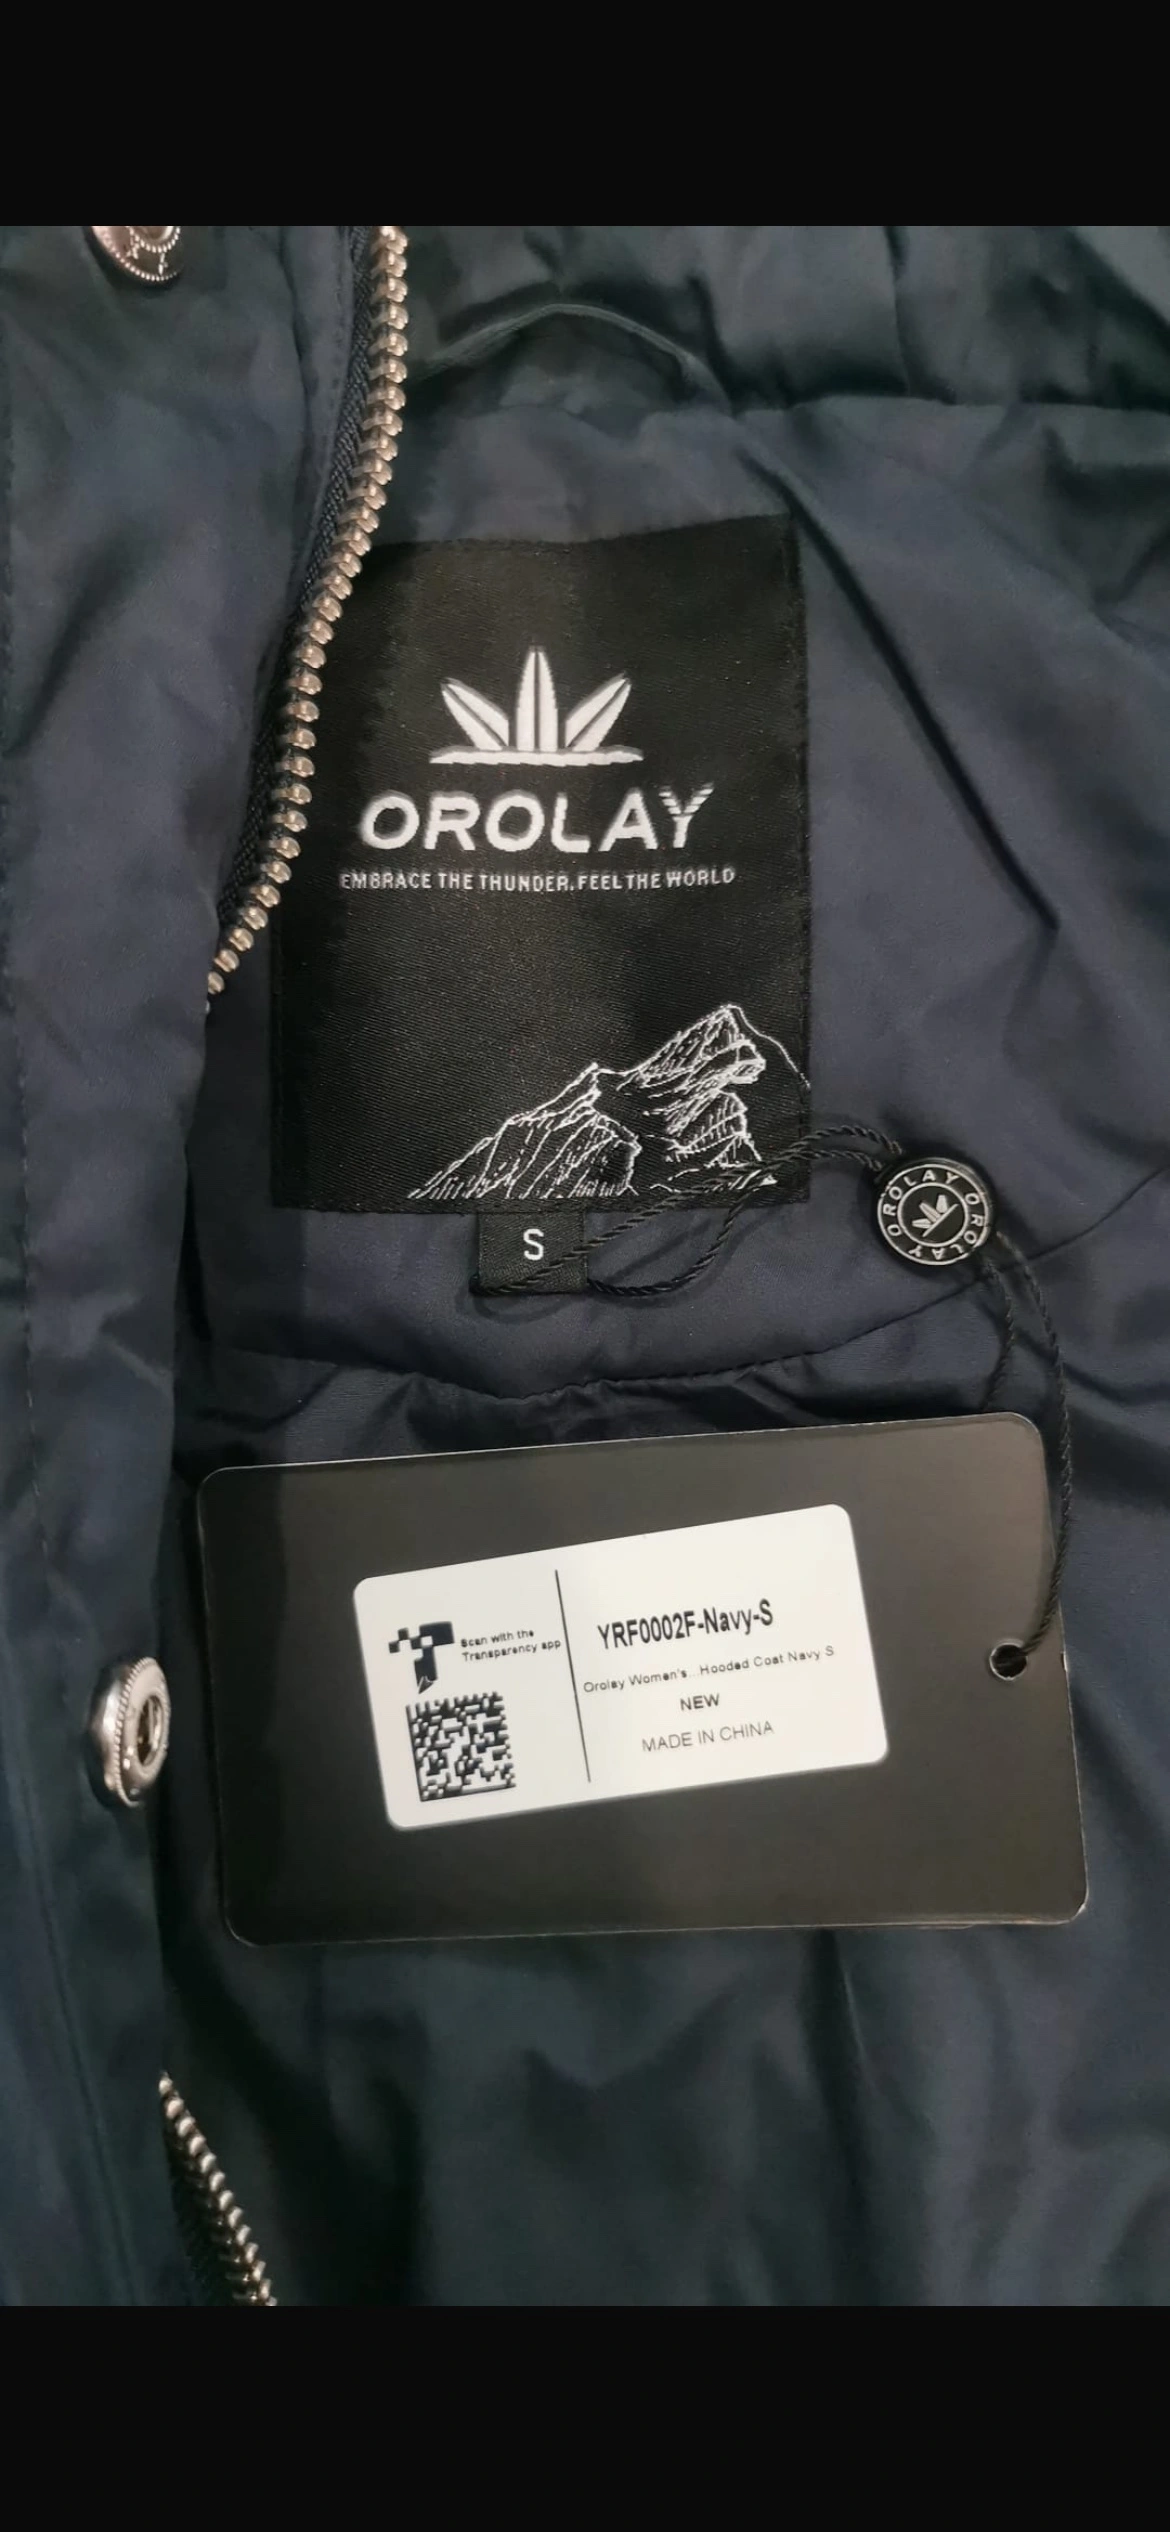 OROLAY
EMBRACE THE THUNDER.FEEL THE WORLD
S
OROLAY OROLAY
Scan with the
Transparency app
YRF0002F-Navy-S
Orolay Women's...Hooded Coat Navy S
NEW
MADE IN CHINA